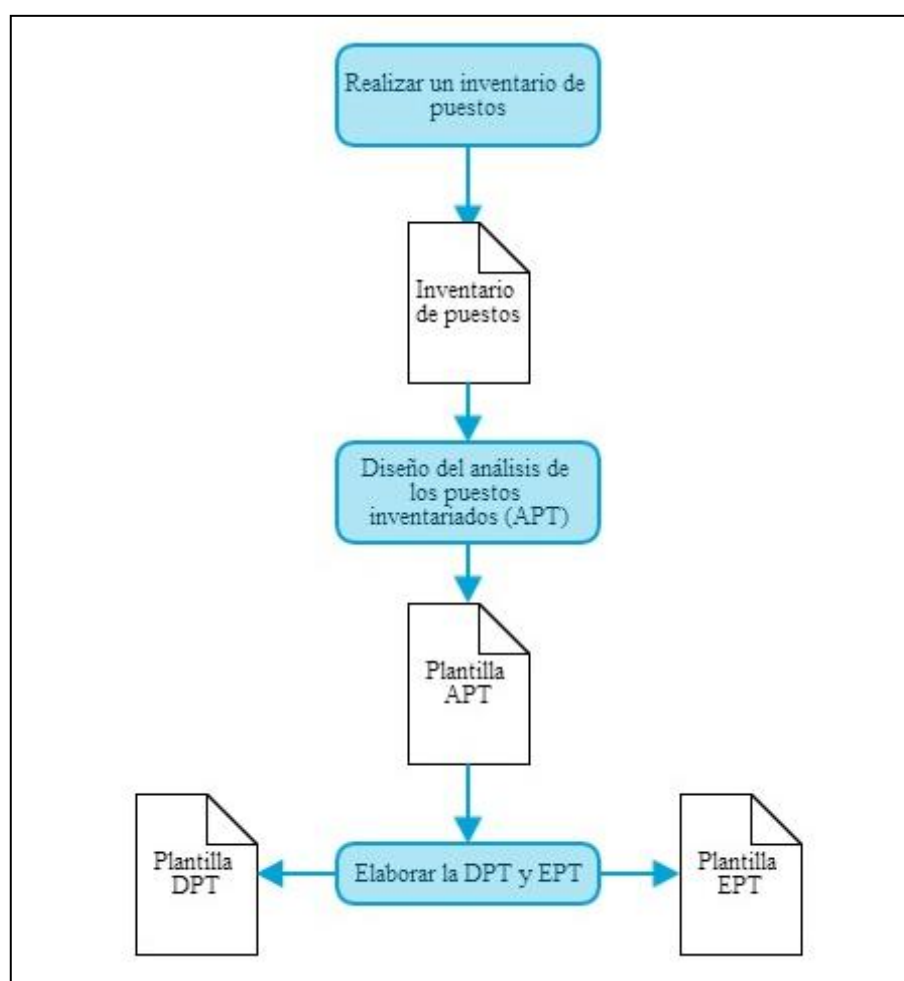 Realizar un inventario de
puestos
Inventario
de puestos
Diseño del análisis de
los puestos
inventariados (APT)
Plantilla
APT
Plantilla
DPT
Elaborar la DPT y EPT
Plantilla
EPT